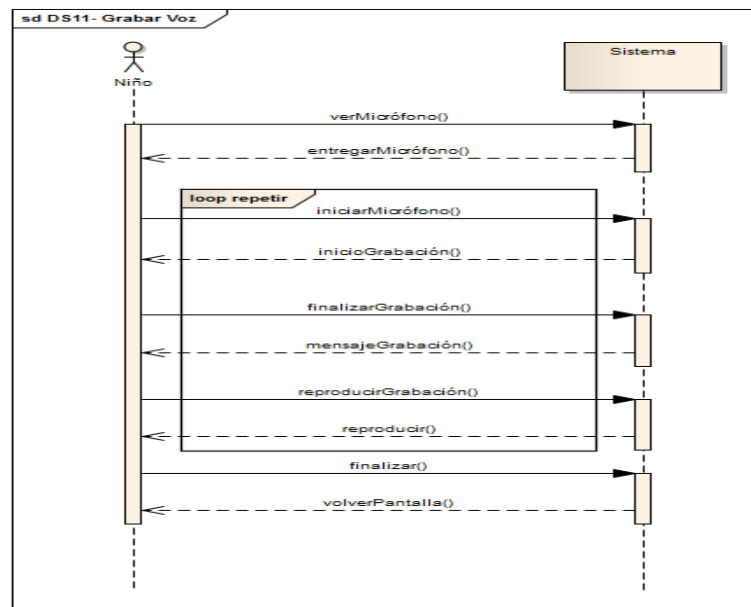 sd DS11- Grabar Voz
Niño
Sistema
verMicrófono()
entregarMicrófono()
loop repetir
iniciarMicrófono()
inicioGrabación()
finalizarGrabación()
mensajeGrabación()
reproducirGrabación()
reproducir()
finalizar()
volverPantalla()